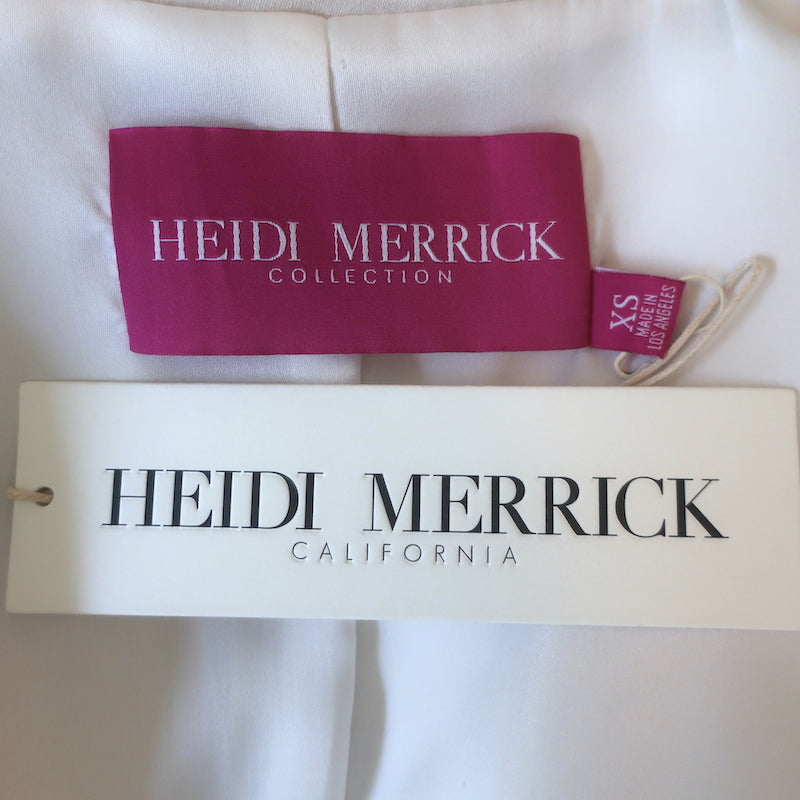 HEIDI MERRICK
COLLECTION
XS
MADE IN
LOS ANGELES
HEIDI MERRICK
CALIFORNIA